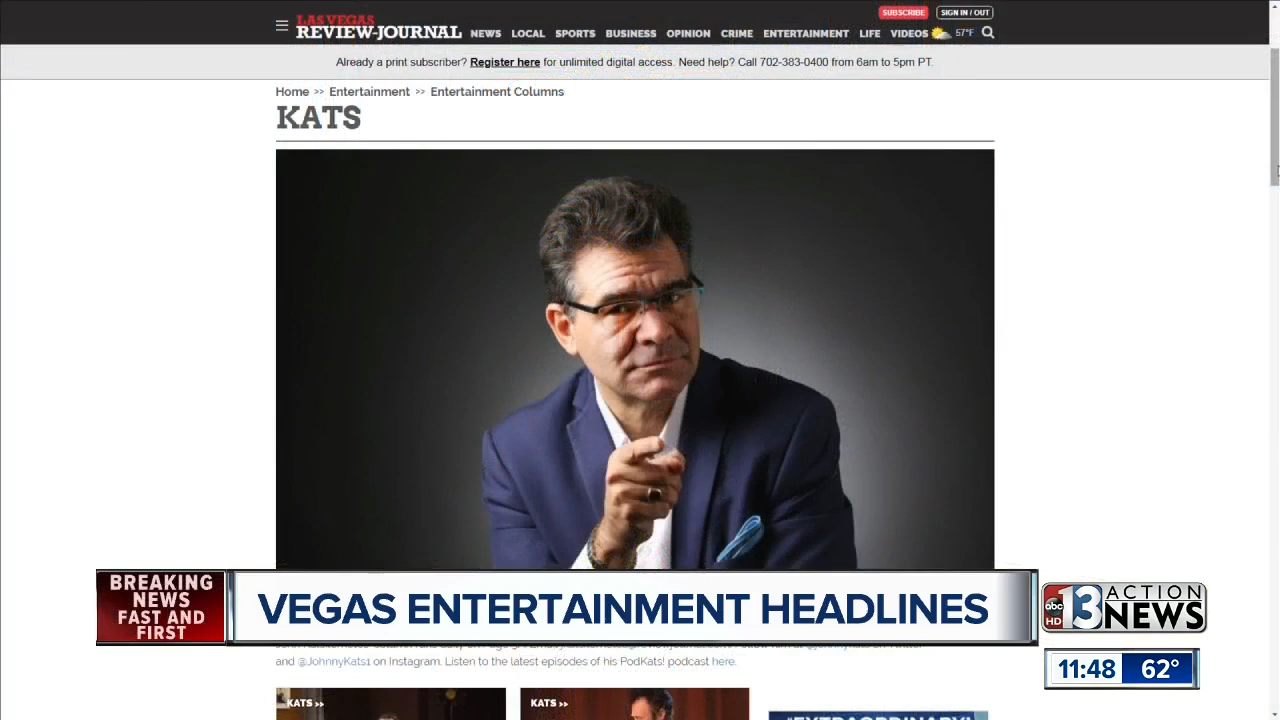 LAS VEGAS
REVIEW-JOURNAL
SUBSCRIBE
SIGN IN / OUT
NEWS LOCAL SPORTS BUSINESS OPINION CRIME ENTERTAINMENT LIFE VIDEOS 57°F
Already a print subscriber? Register here for unlimited digital access. Need help? Call 702-383-0400 from 6am to 5pm PT.
Home >> Entertainment >> Entertainment Columns
KATS
BREAKING
NEWS
FAST AND
FIRST
VEGAS ENTERTAINMENT HEADLINES
abc
HD
13
ACTION
NEWS
and @JohnnyKats1 on Instagram. Listen to the latest episodes of his PodKats! podcast here.
11:48 62°
KATS >>
KATS >>